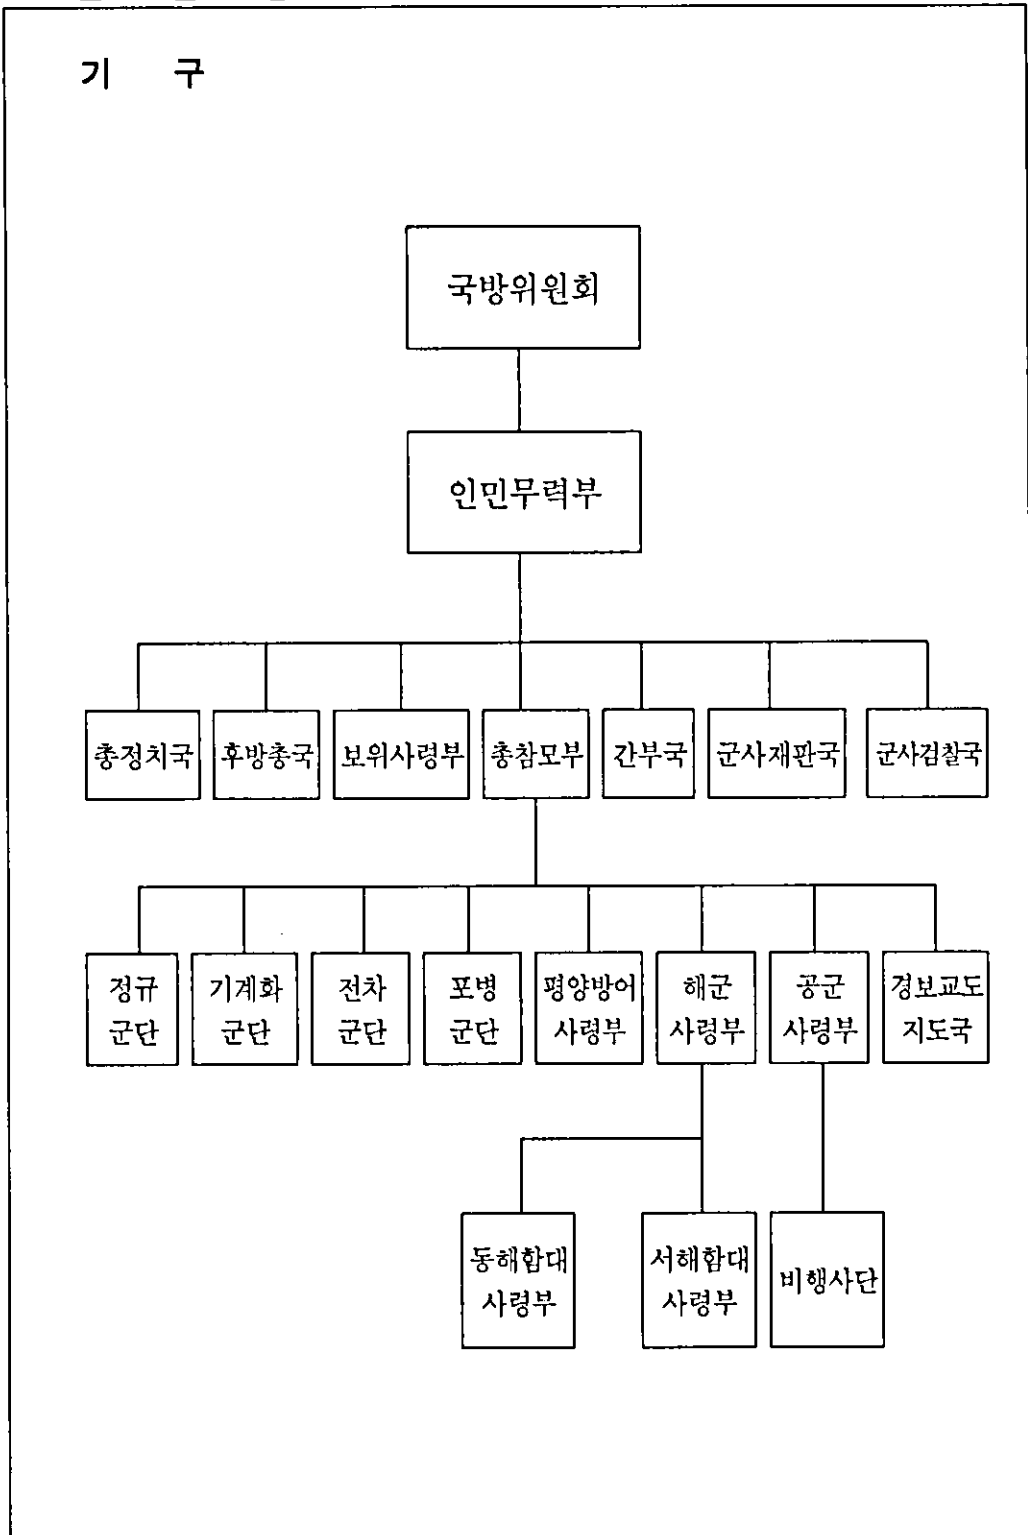 기 구
국방위원회
인민무력부
총정치국 후방총국 보위사령부 총참모부 간부국 군사재판국 군사검찰국
정규 기계화 전차 포병 평양방어 해군 공군 경보교도
군단 군단 군단 군단 사령부 사령부 사령부 지도국
동해함대 서해함대 비행사단
사령부 사령부